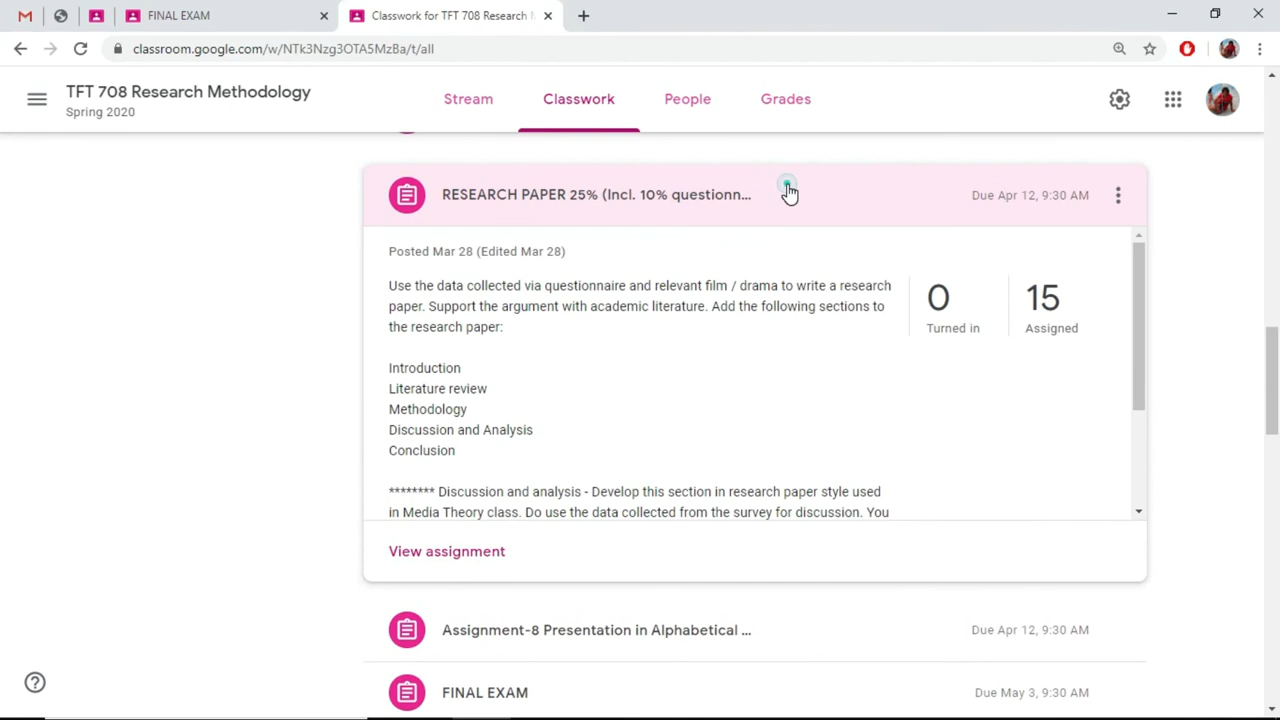 FINAL EXAM
Classwork for TFT 708 Research M
classroom.google.com/w/NTk3Nzg3OTA5MzBa/t/all
TFT 708 Research Methodology
Spring 2020
Stream
Classwork
People
Grades
RESEARCH PAPER 25% (Incl. 10% questionn...
Due Apr 12, 9:30 AM
Posted Mar 28 (Edited Mar 28)
Use the data collected via questionnaire and relevant film / drama to write a research
paper. Support the argument with academic literature. Add the following sections to
the research paper:
0
Turned in
15
Assigned
Introduction
Literature review
Methodology
Discussion and Analysis
Conclusion
******** Discussion and analysis - Develop this section in research paper style used
in Media Theory class. Do use the data collected from the survey for discussion. You
View assignment
Assignment-8 Presentation in Alphabetical ...
Due Apr 12, 9:30 AM
FINAL EXAM
Due May 3, 9:30 AM